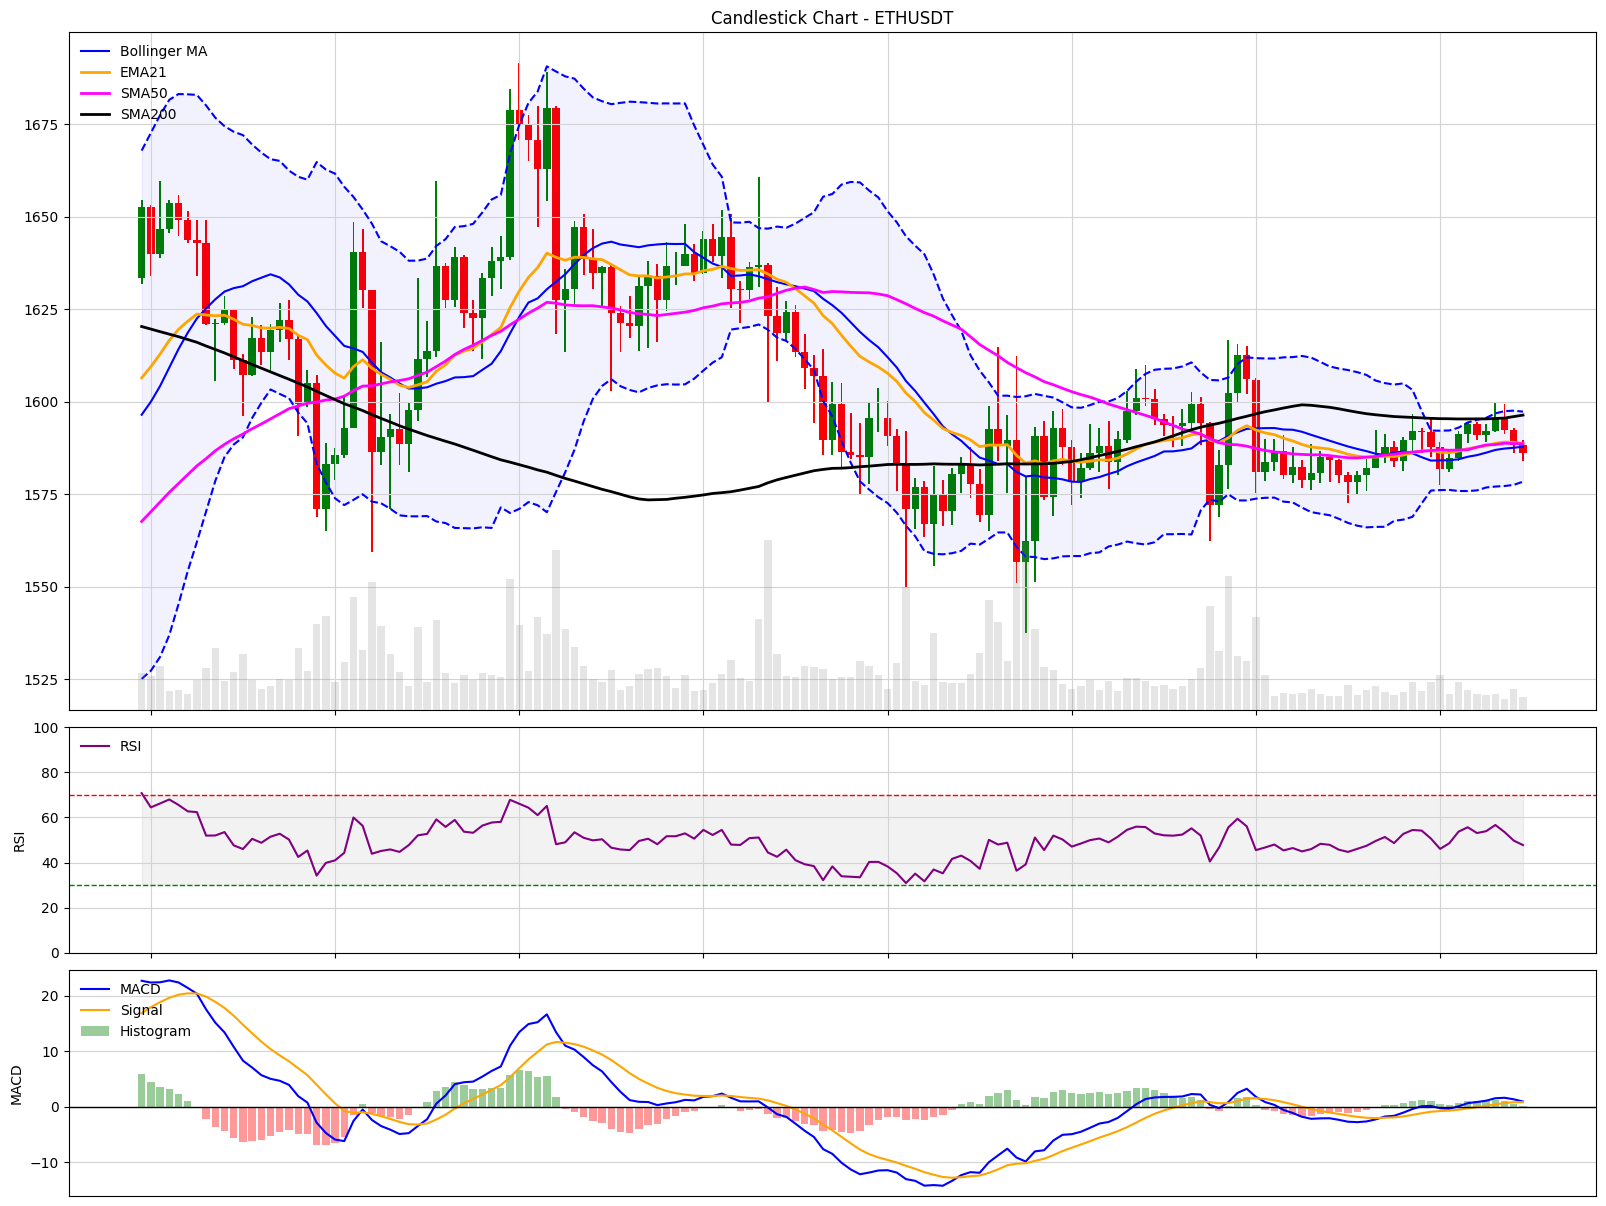 Candlestick Chart - ETHUSDT
Bollinger MA
EMA21
SMA50
SMA200
1675
1650
1625
1600
1575
1550
1525
RSI
RSI
100
80
60
40
20
0
MACD
Signal
Histogram
MACD
20
10
0
−10